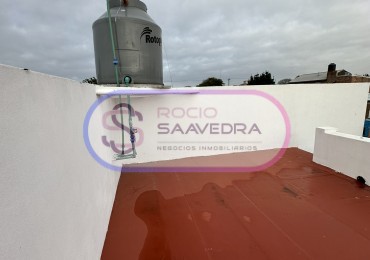 Rotop
ROCIO
SAAVEDRA
NEGOCIOS INMOBILIARIOS